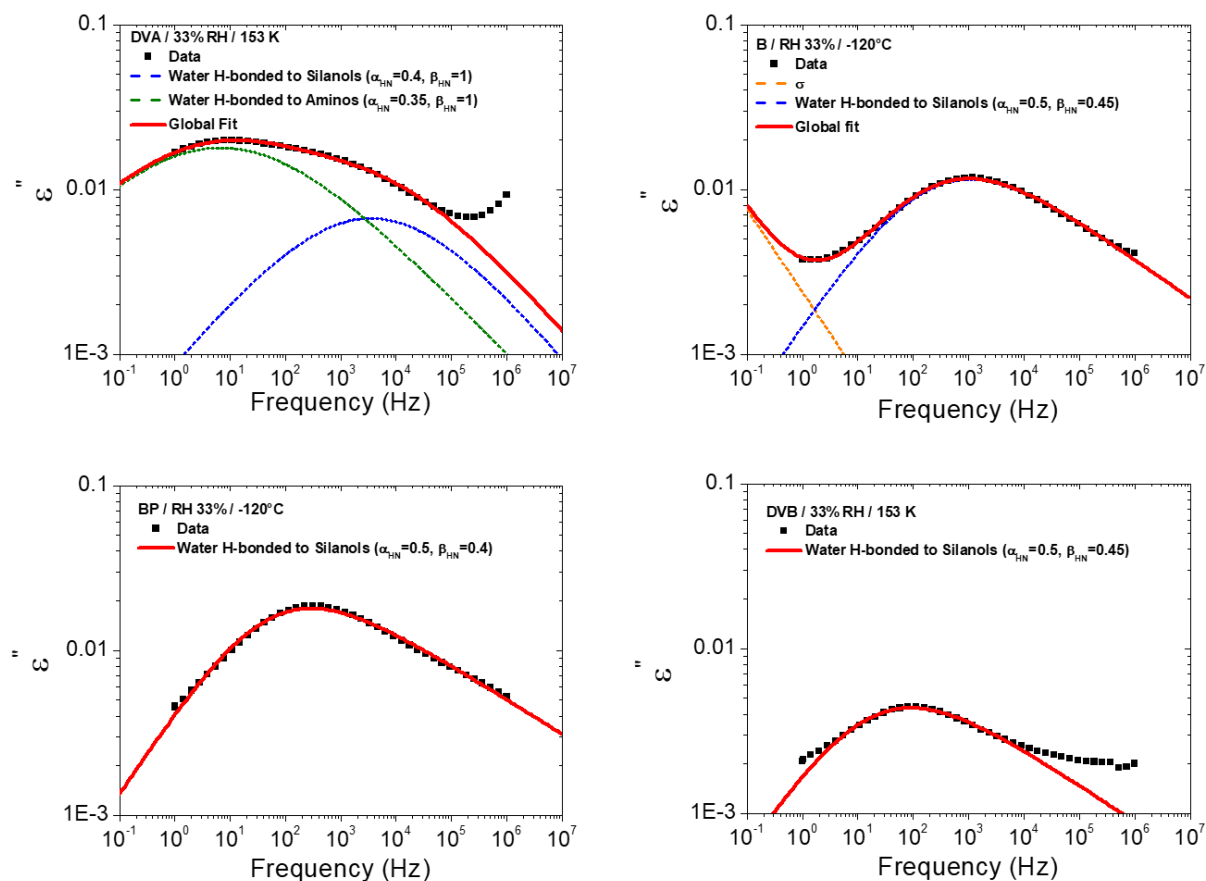 DVA / 33% RH / 153 K
Data
Water H-bonded to Silanols (αHN=0.4, βHN=1)
Water H-bonded to Aminos (αHN=0.35, βHN=1)
Global Fit
0.1
0.01
1E-3
ε''
10⁻¹ 10⁰ 10¹ 10² 10³ 10⁴ 10⁵ 10⁶ 10⁷
Frequency (Hz)
B / RH 33% / -120°C
Data
σ
Water H-bonded to Silanols (αHN=0.5, βHN=0.45)
Global fit
0.1
0.01
1E-3
ε''
10⁻¹ 10⁰ 10¹ 10² 10³ 10⁴ 10⁵ 10⁶ 10⁷
Frequency (Hz)
BP / RH 33% / -120°C
Data
Water H-bonded to Silanols (αHN=0.5, βHN=0.4)
0.1
0.01
1E-3
ε''
10⁻¹ 10⁰ 10¹ 10² 10³ 10⁴ 10⁵ 10⁶ 10⁷
Frequency (Hz)
DVB / 33% RH / 153 K
Data
Water H-bonded to Silanols (αHN=0.5, βHN=0.45)
0.1
0.01
1E-3
ε''
10⁻¹ 10⁰ 10¹ 10² 10³ 10⁴ 10⁵ 10⁶ 10⁷
Frequency (Hz)